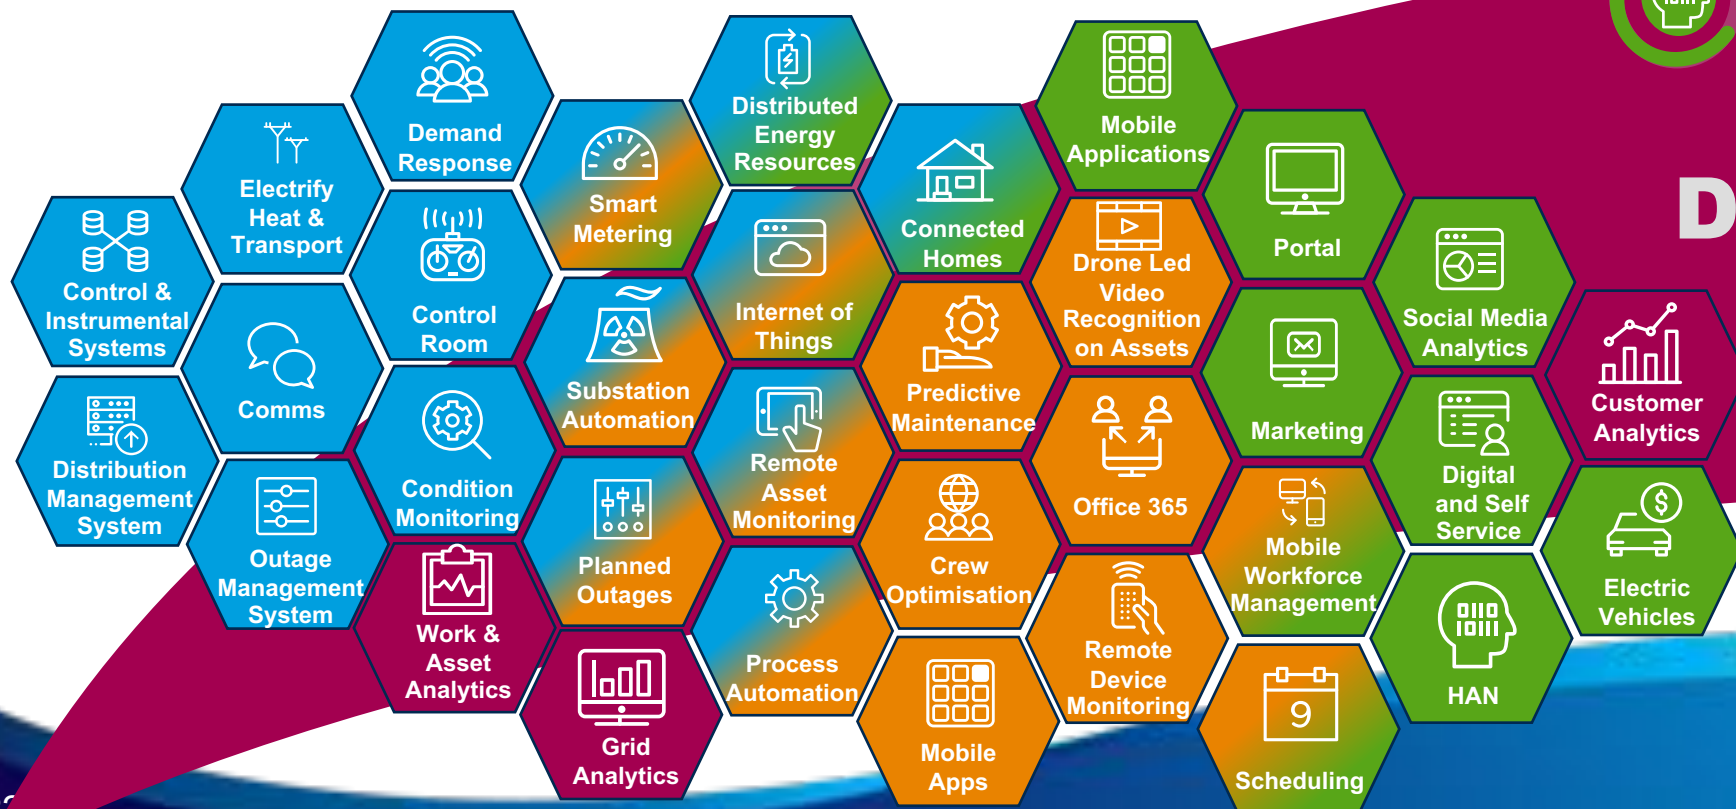 Demand
Response
Distributed
Energy
Resources
Mobile
Applications
Electrify
Heat &
Transport
Smart
Metering
Connected
Homes
Portal
Control &
Instrumental
Systems
Control
Room
Internet of
Things
Drone Led
Video
Recognition
on Assets
Social Media
Analytics
Comms
Substation
Automation
Predictive
Maintenance
Marketing
Customer
Analytics
Distribution
Management
System
Condition
Monitoring
Remote
Asset
Monitoring
Office 365
Digital
and Self
Service
Outage
Management
System
Planned
Outages
Crew
Optimisation
Mobile
Workforce
Management
$
Electric
Vehicles
Work &
Asset
Analytics
Process
Automation
Remote
Device
Monitoring
HAN
Grid
Analytics
Mobile
Apps
9
Scheduling
D